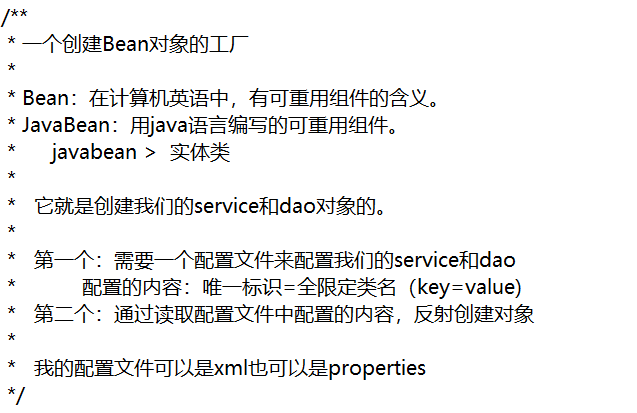 /**
* 一个创建Bean对象的工厂
*
* Bean：在计算机英语中，有可重用组件的含义。
* JavaBean：用java语言编写的可重用组件。
* javabean > 实体类
*
* 它就是创建我们的service和dao对象的。
*
* 第一个：需要一个配置文件来配置我们的service和dao
* 配置的内容：唯一标识=全限定类名（key=value)
* 第二个：通过读取配置文件中配置的内容，反射创建对象
*
* 我的配置文件可以是xml也可以是properties
*/